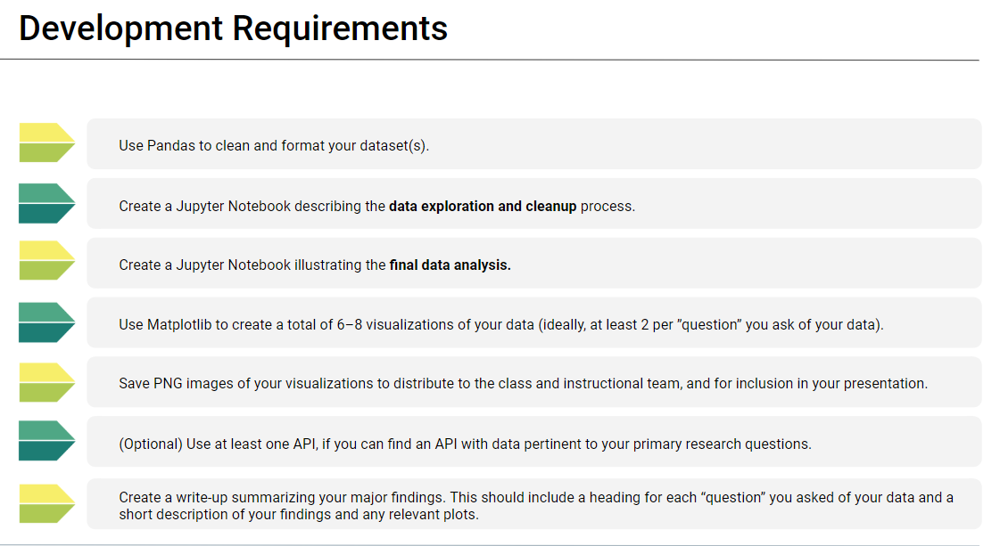 Development Requirements
Use Pandas to clean and format your dataset(s).
Create a Jupyter Notebook describing the data exploration and cleanup process.
Create a Jupyter Notebook illustrating the final data analysis.
Use Matplotlib to create a total of 6–8 visualizations of your data (ideally, at least 2 per ”question” you ask of your data).
Save PNG images of your visualizations to distribute to the class and instructional team, and for inclusion in your presentation.
(Optional) Use at least one API, if you can find an API with data pertinent to your primary research questions.
Create a write-up summarizing your major findings. This should include a heading for each “question” you asked of your data and a
short description of your findings and any relevant plots.